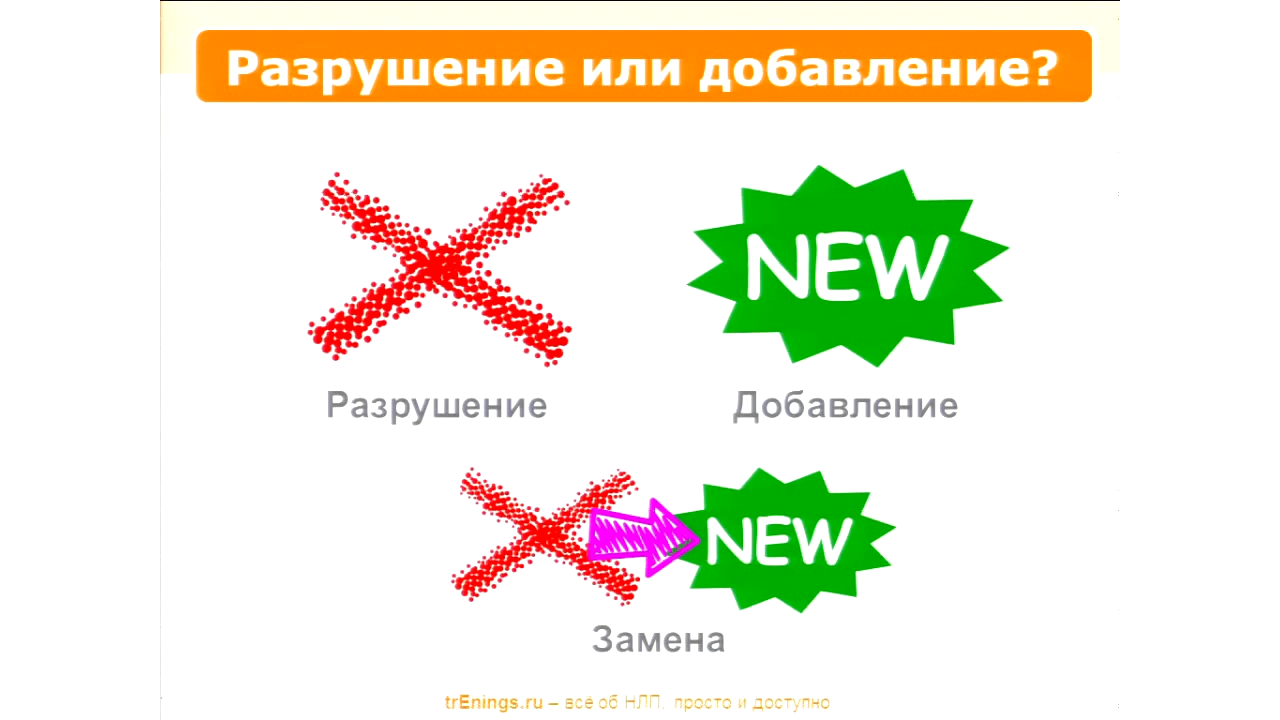 Разрушение или добавление?
NEW
Разрушение
Добавление
NEW
Замена
trEnings.ru – всё об НЛП. просто и доступно